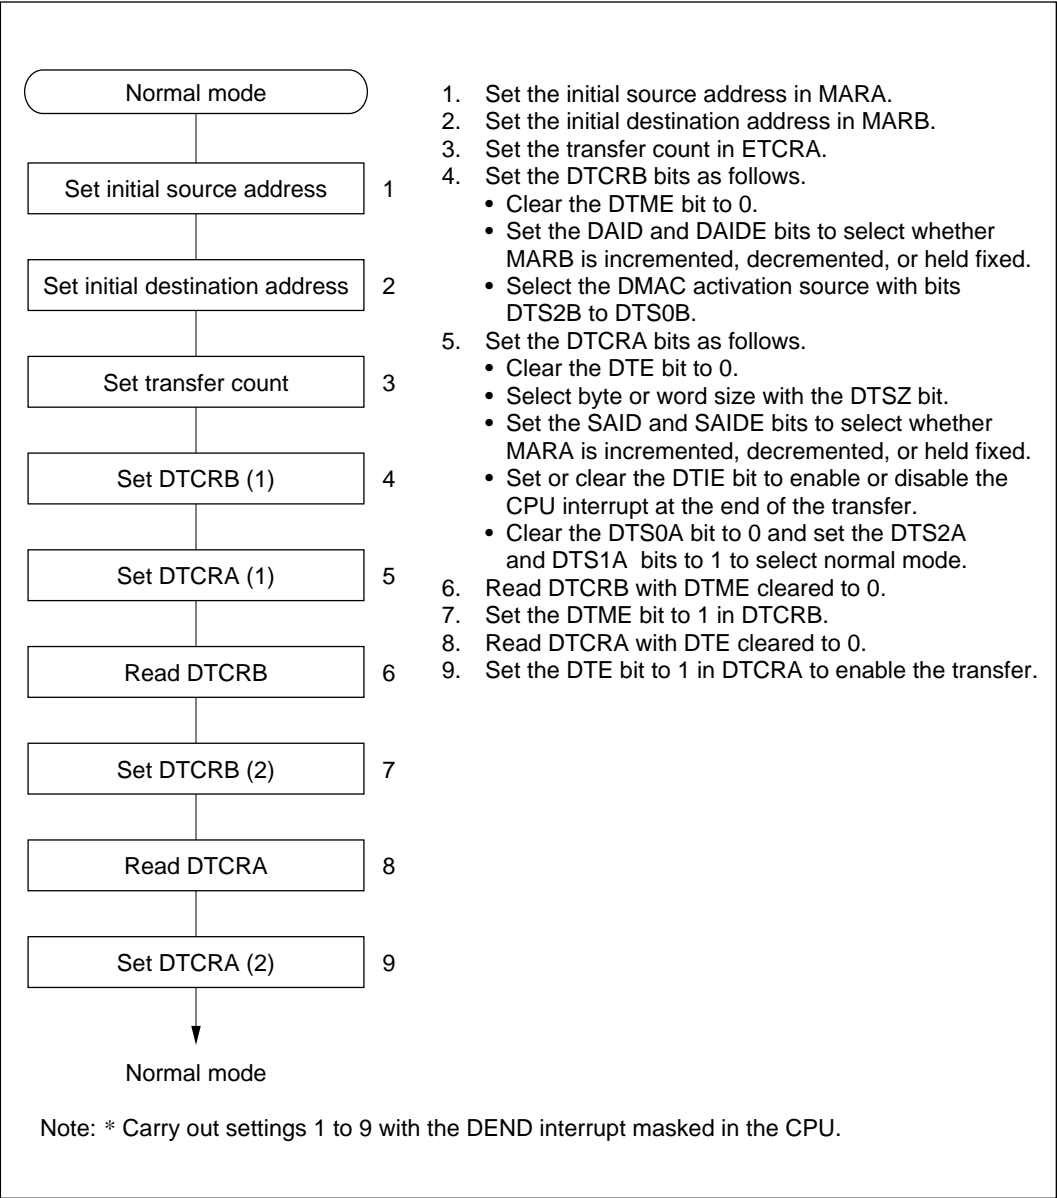 Normal mode
Set initial source address 1
Set initial destination address 2
Set transfer count 3
Set DTCRB (1) 4
Set DTCRA (1) 5
Read DTCRB 6
Set DTCRB (2) 7
Read DTCRA 8
Set DTCRA (2) 9
Normal mode
1. Set the initial source address in MARA.
2. Set the initial destination address in MARB.
3. Set the transfer count in ETCRA.
4. Set the DTCRB bits as follows.
• Clear the DTME bit to 0.
• Set the DAID and DAIDE bits to select whether
MARB is incremented, decremented, or held fixed.
• Select the DMAC activation source with bits
DTS2B to DTS0B.
5. Set the DTCRA bits as follows.
• Clear the DTE bit to 0.
• Select byte or word size with the DTSZ bit.
• Set the SAID and SAIDE bits to select whether
MARA is incremented, decremented, or held fixed.
• Set or clear the DTIE bit to enable or disable the
CPU interrupt at the end of the transfer.
• Clear the DTS0A bit to 0 and set the DTS2A
and DTS1A bits to 1 to select normal mode.
6. Read DTCRB with DTME cleared to 0.
7. Set the DTME bit to 1 in DTCRB.
8. Read DTCRA with DTE cleared to 0.
9. Set the DTE bit to 1 in DTCRA to enable the transfer.
Note: * Carry out settings 1 to 9 with the DEND interrupt masked in the CPU.